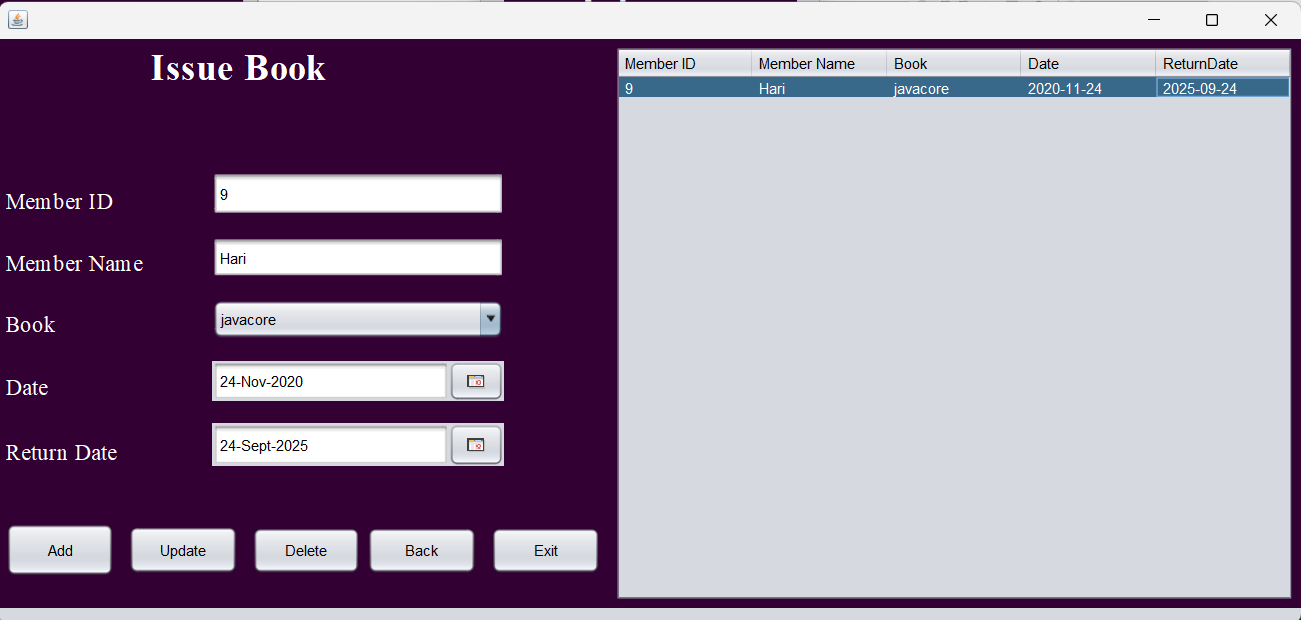 Issue Book
Member ID
9
Member Name
Hari
Book
javacore
Date
24-Nov-2020
Return Date
24-Sept-2025
Add Update Delete Back Exit
Member ID Member Name Book Date ReturnDate
9 Hari javacore 2020-11-24 2025-09-24